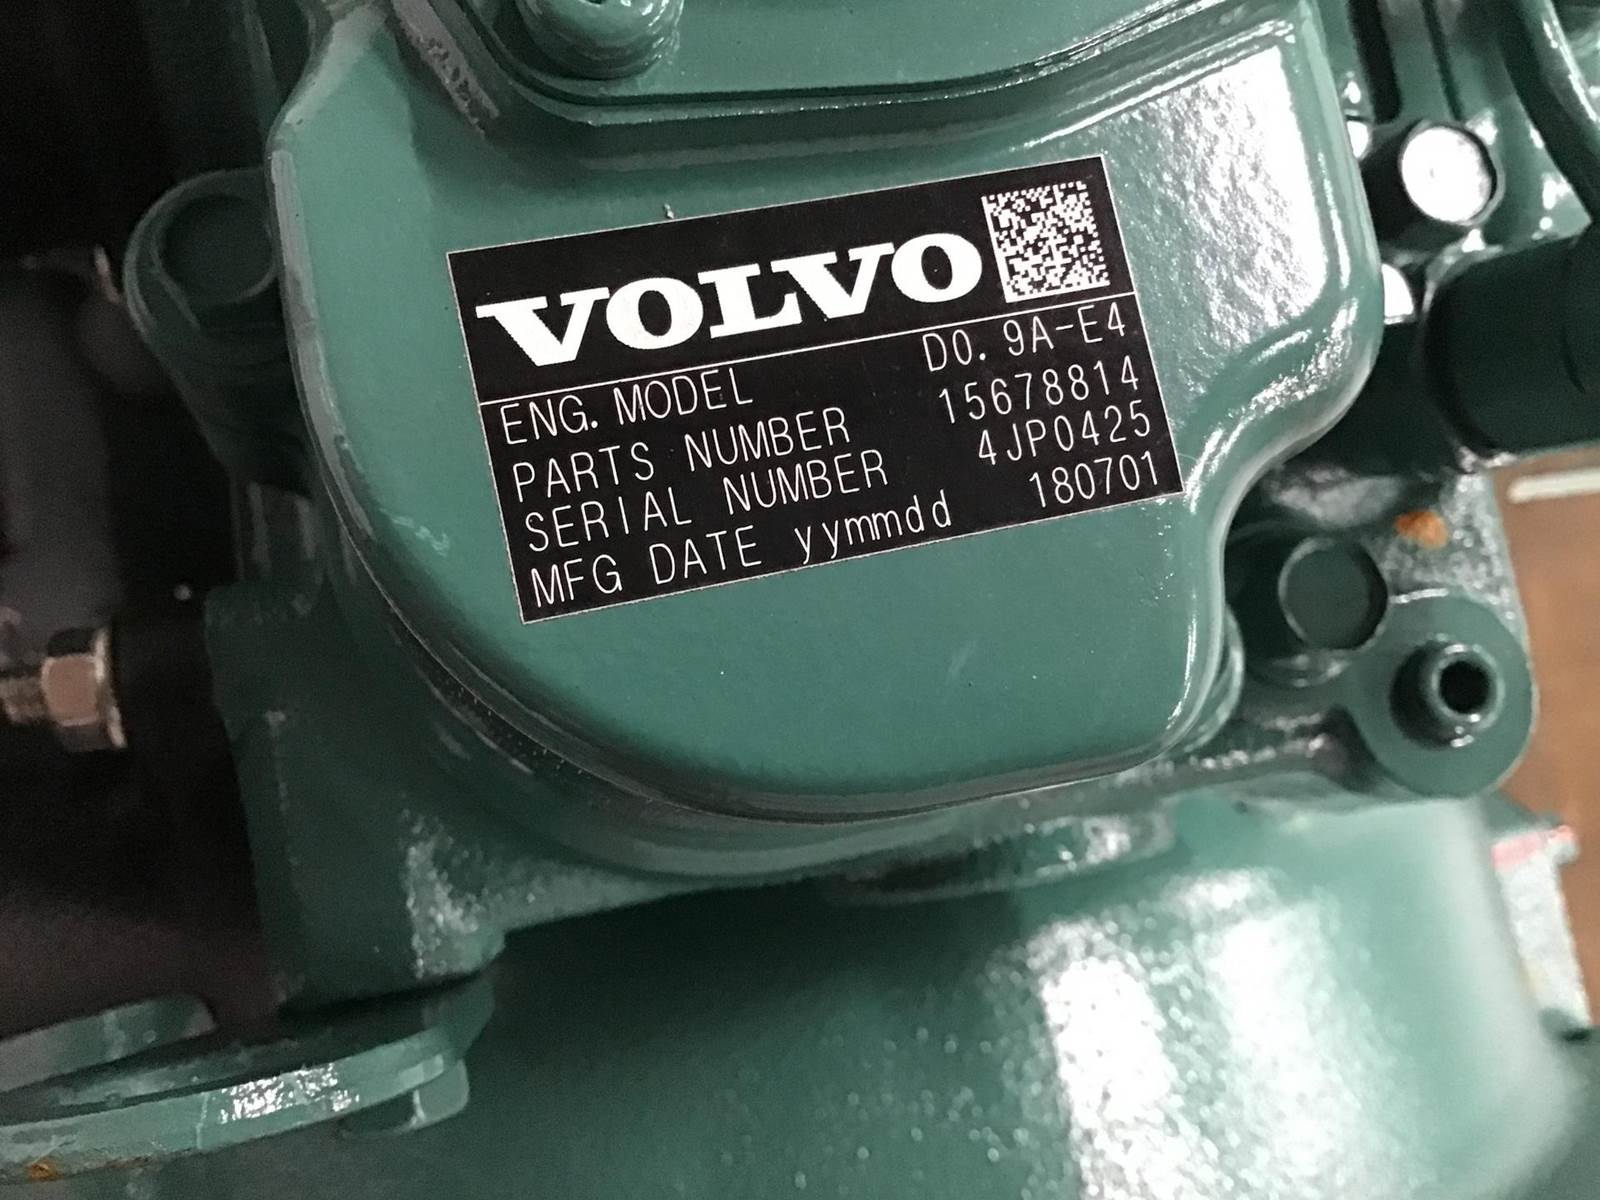 VOLVO
ENG. MODEL D0.9A-E4
PARTS NUMBER 15678814
SERIAL NUMBER 4JP0425
MFG DATE yymmdd 180701